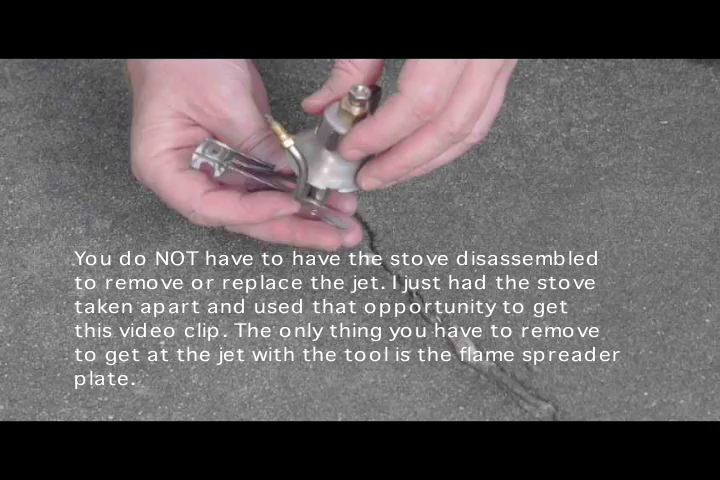 You do NOT have to have the stove disassembled
to remove or replace the jet. I just had the stove
taken apart and used that opportunity to get
this video clip. The only thing you have to remove
to get at the jet with the tool is the flame spreader
plate.